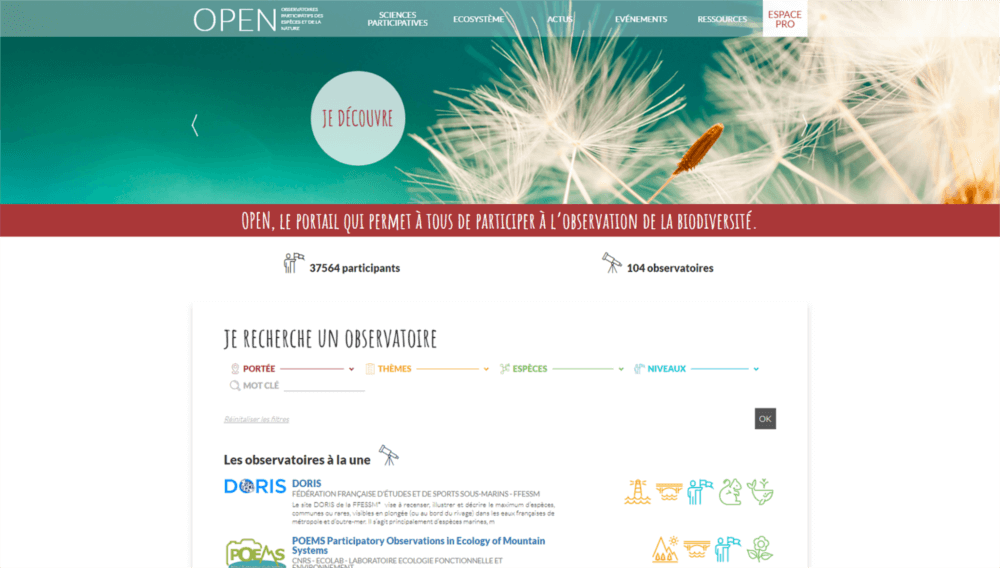 OPEN
OBSERVATOIRES
PARTICIPATIFS DES
ESPÈCES ET DE LA
NATURE
SCIENCES
PARTICIPATIVES
ECOSYSTÈME
ACTUS
EVÉNEMENTS
RESSOURCES
ESPACE
PRO
JE DÉCOUVRE
OPEN, LE PORTAIL QUI PERMET À TOUS DE PARTICIPER À L'OBSERVATION DE LA BIODIVERSITÉ.
37564 participants
104 observatoires
JE RECHERCHE UN OBSERVATOIRE
PORTÉE
THÈMES
ESPÈCES
NIVEAUX
MOT CLÉ
Réinitialiser les filtres
OK
Les observatoires à la une
DORIS
DORIS
FÉDÉRATION FRANÇAISE D'ÉTUDES ET DE SPORTS SOUS-MARINS - FFESSM
Le site DORIS de la FFESSM* vise à recenser, illustrer et décrire le maximum d'espèces,
communes ou rares, visibles en plongée (ou au bord du rivage) dans les eaux françaises de
métropole et d'outre-mer. Il s'agit principalement d'espèces marines, m
POEMS
POEMS Participatory Observations in Ecology of Mountain
Systems
CNRS - ECOLAB - LABORATOIRE ECOLOGIE FONCTIONNELLE ET
ENVIRONNEMENT